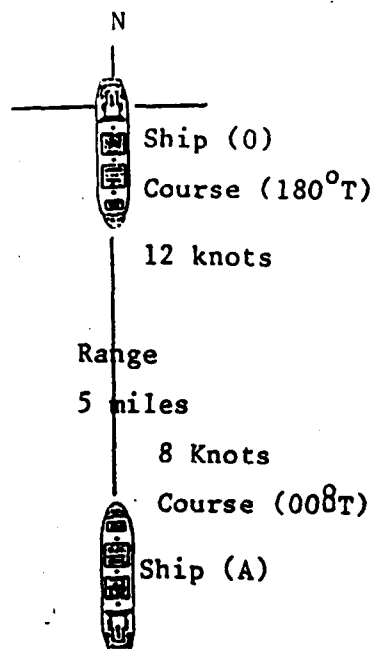 N
Ship (0)
Course (180°T)
12 knots
Range
5 miles
8 Knots
Course (008T)
Ship (A)